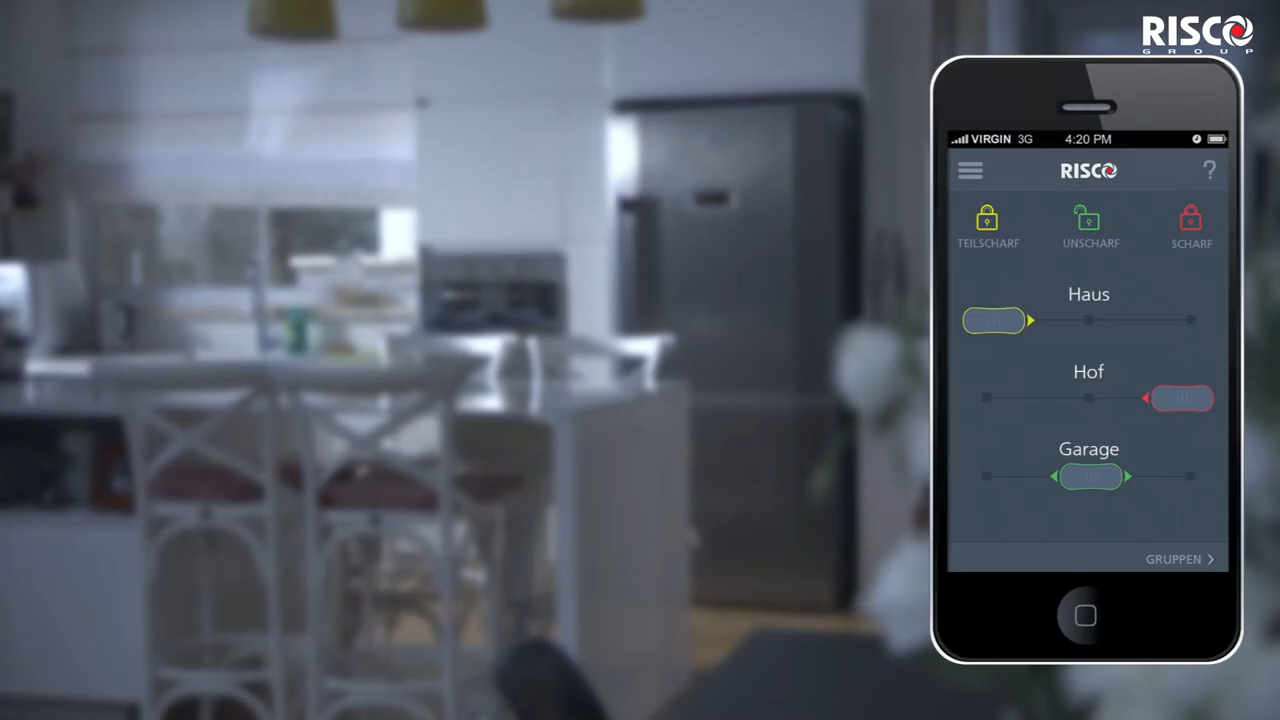 RISCO
GROUP
VIRGIN 3G 4:20 PM
RISCO ?
TEILSCHARF UNSCHARF SCHARF
Haus
Hof
Garage
GRUPPEN >